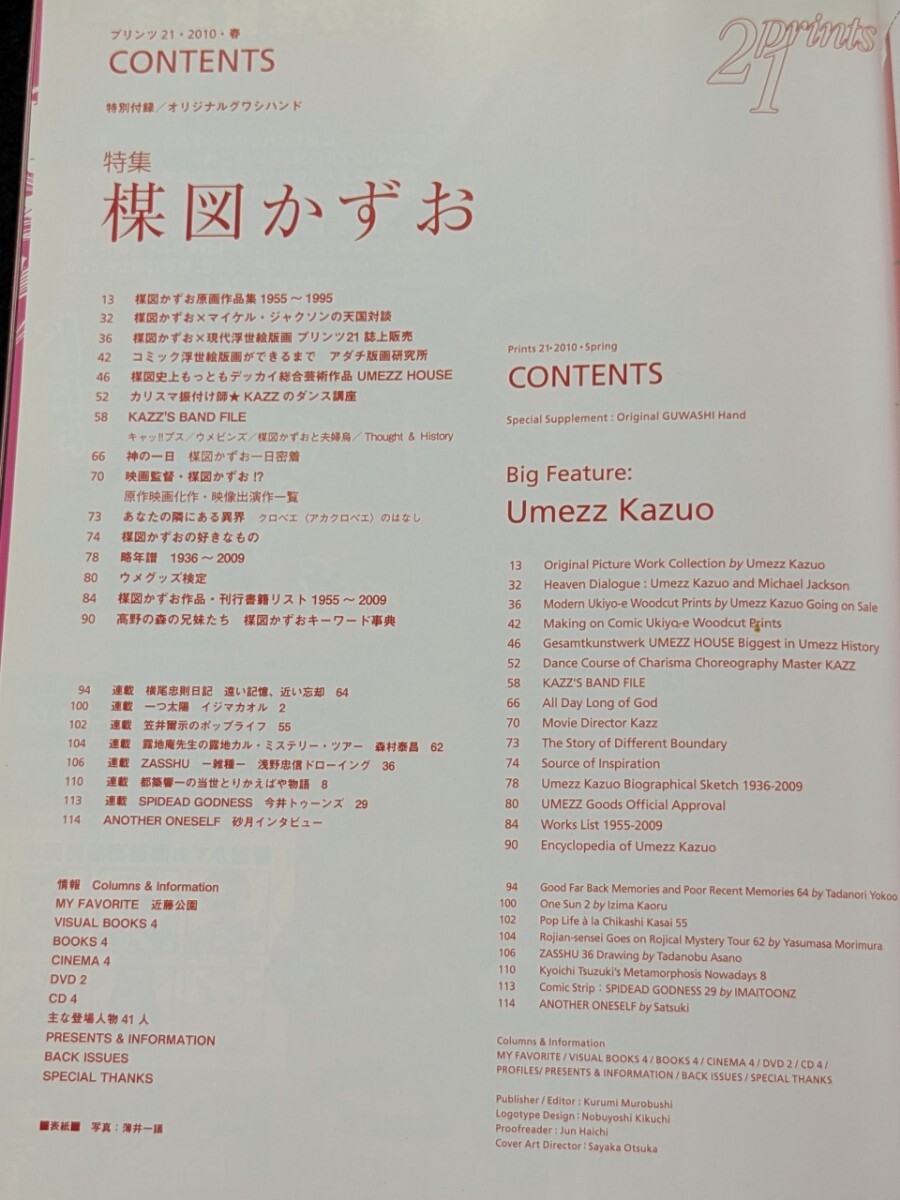 プリンツ 21・2010・春
CONTENTS
21 prints
特別付録／オリジナルグワシハンド
特集
楳図かずお
13 楳図かずお原画作品集 1955 ～ 1995
32 楳図かずお×マイケル・ジャクソンの天国対談
36 楳図かずお×現代浮世絵版画 プリンツ21 誌上販売
42 コミック浮世絵版画ができるまで アダチ版画研究所
46 楳図史上もっともデッカイ総合芸術作品 UMEZZ HOUSE
52 カリスマ振付け師★ KAZZ のダンス講座
58 KAZZ'S BAND FILE
キャッ!!プス／ウメビンズ／楳図かずおと夫婦鳥／ Thought & History
66 神の一日 楳図かずお一日密着
70 映画監督・楳図かずお !?
原作映画化作・映像出演作一覧
73 あなたの隣にある異界 クロベエ〈アカクロベエ〉のはなし
74 楳図かずおの好きなもの
78 略年譜 1936 ～ 2009
80 ウメグッズ検定
84 楳図かずお作品・刊行書籍リスト 1955 ～ 2009
90 高野の森の兄妹たち 楳図かずおキーワード事典
94 連載 横尾忠則日記 遠い記憶、近い忘却 64
100 連載 一つ太陽 イジマカオル 2
102 連載 笠井爾示のポップライフ 55
104 連載 露地庵先生の露地カル・ミステリー・ツアー 森村泰昌 62
106 連載 ZASSHU －雑種－ 浅野忠信ドローイング 36
110 連載 都築響一の当世とりかえばや物語 8
113 連載 SPIDEAD GODNESS 今井トゥーンズ 29
114 ANOTHER ONESELF 砂月インタビュー
情報 Columns & Information
MY FAVORITE 近藤公園
VISUAL BOOKS 4
BOOKS 4
CINEMA 4
DVD 2
CD 4
主な登場人物 41 人
PRESENTS & INFORMATION
BACK ISSUES
SPECIAL THANKS
■表紙■ 写真：薄井一議
Prints 21・2010・Spring
CONTENTS
Special Supplement : Original GUWASHI Hand
Big Feature:
Umezz Kazuo
13 Original Picture Work Collection by Umezz Kazuo
32 Heaven Dialogue : Umezz Kazuo and Michael Jackson
36 Modern Ukiyo-e Woodcut Prints by Umezz Kazuo Going on Sale
42 Making on Comic Ukiyo-e Woodcut Prints
46 Gesamtkunstwerk UMEZZ HOUSE Biggest in Umezz History
52 Dance Course of Charisma Choreography Master KAZZ
58 KAZZ'S BAND FILE
66 All Day Long of God
70 Movie Director Kazz
73 The Story of Different Boundary
74 Source of Inspiration
78 Umezz Kazuo Biographical Sketch 1936-2009
80 UMEZZ Goods Official Approval
84 Works List 1955-2009
90 Encyclopedia of Umezz Kazuo
94 Good Far Back Memories and Poor Recent Memories 64 by Tadanori Yokoo
100 One Sun 2 by Izima Kaoru
102 Pop Life à la Chikashi Kasai 55
104 Rojian-sensei Goes on Rojical Mystery Tour 62 by Yasumasa Morimura
106 ZASSHU 36 Drawing by Tadanobu Asano
110 Kyoichi Tsuzuki's Metamorphosis Nowadays 8
113 Comic Strip : SPIDEAD GODNESS 29 by IMAITOONZ
114 ANOTHER ONESELF by Satsuki
Columns & Information
MY FAVORITE / VISUAL BOOKS 4 / BOOKS 4 / CINEMA 4 / DVD 2 / CD 4 /
PROFILES/ PRESENTS & INFORMATION / BACK ISSUES / SPECIAL THANKS
Publisher / Editor : Kurumi Murobushi
Logotype Design : Nobuyoshi Kikuchi
Proofreader : Jun Haichi
Cover Art Director : Sayaka Otsuka